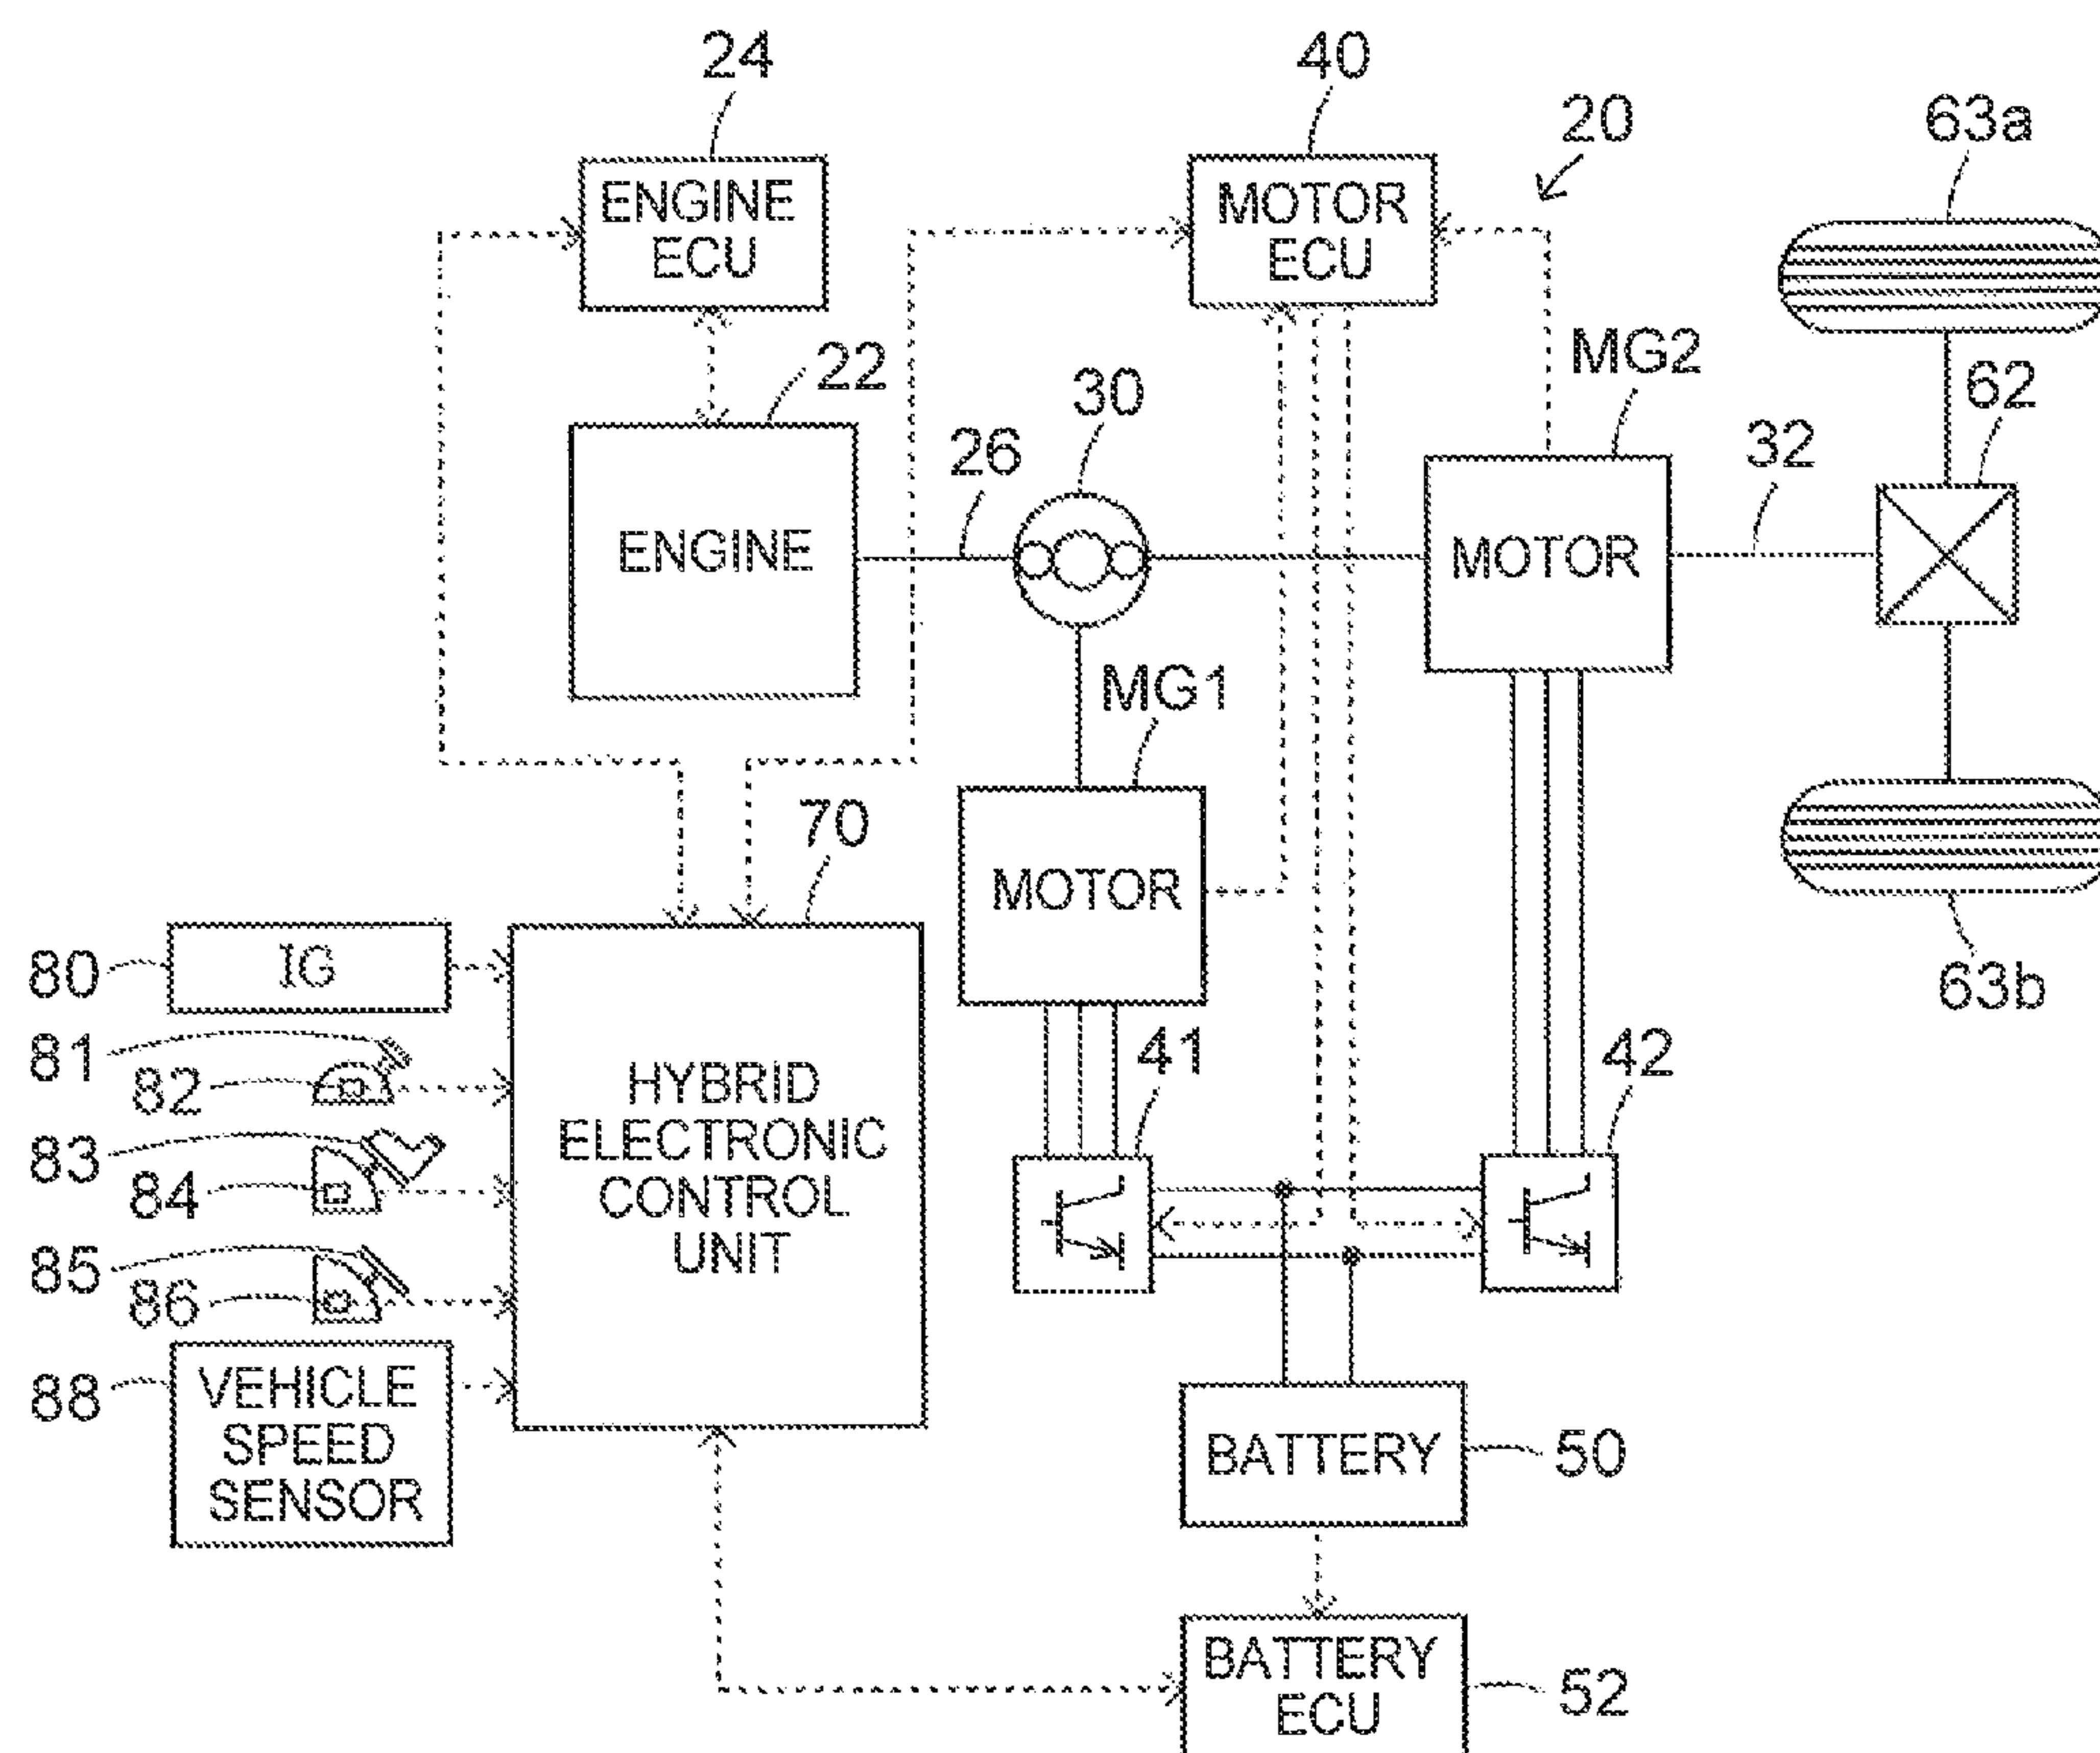 24
40
20
63a
ENGINE
ECU
MOTOR
ECU
22
30
MG2
62
26
32
ENGINE
MOTOR
MG1
70
MOTOR
80
IG
63b
81
82
41
42
HYBRID
ELECTRONIC
CONTROL
UNIT
83
84
85
86
88
VEHICLE
SPEED
SENSOR
BATTERY
50
BATTERY
ECU
52